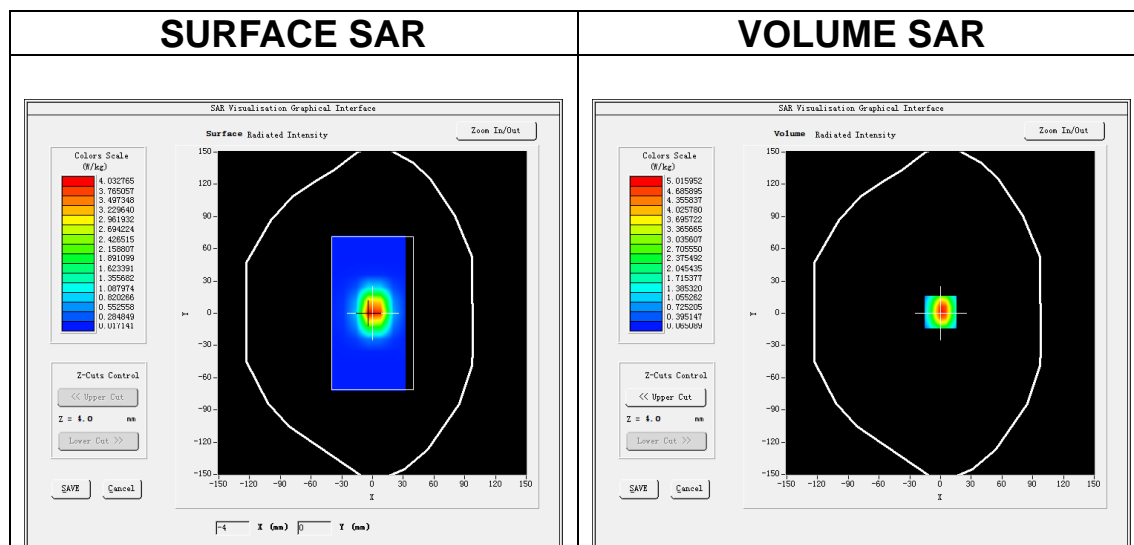 SURFACE SAR
VOLUME SAR
SAR Visualisation Graphical Interface
Surface Radiated Intensity
Zoom In/Out
Colors Scale
(W/kg)
4.032765
3.765057
3.497348
3.229640
2.961932
2.694224
2.426515
2.158807
1.891099
1.623391
1.355682
1.087974
0.820266
0.552558
0.284849
0.017141
150
120
90
60
30
0
-30
-60
-90
-120
-150
Y
-150 -120 -90 -60 -30 0 30 60 90 120 150
X
Z-Cuts Control
<< Upper Cut
Z = 4.0 mm
Lower Cut >>
SAVE Cancel
-4 X (mm) 0 Y (mm)
SAR Visualisation Graphical Interface
Volume Radiated Intensity
Zoom In/Out
Colors Scale
(W/kg)
5.015952
4.685895
4.355837
4.025780
3.695722
3.365665
3.035607
2.705550
2.375492
2.045435
1.715377
1.385320
1.055262
0.725205
0.395147
0.065089
150
120
90
60
30
0
-30
-60
-90
-120
-150
Y
-150 -120 -90 -60 -30 0 30 60 90 120 150
X
Z-Cuts Control
<< Upper Cut
Z = 4.0 mm
Lower Cut >>
SAVE Cancel